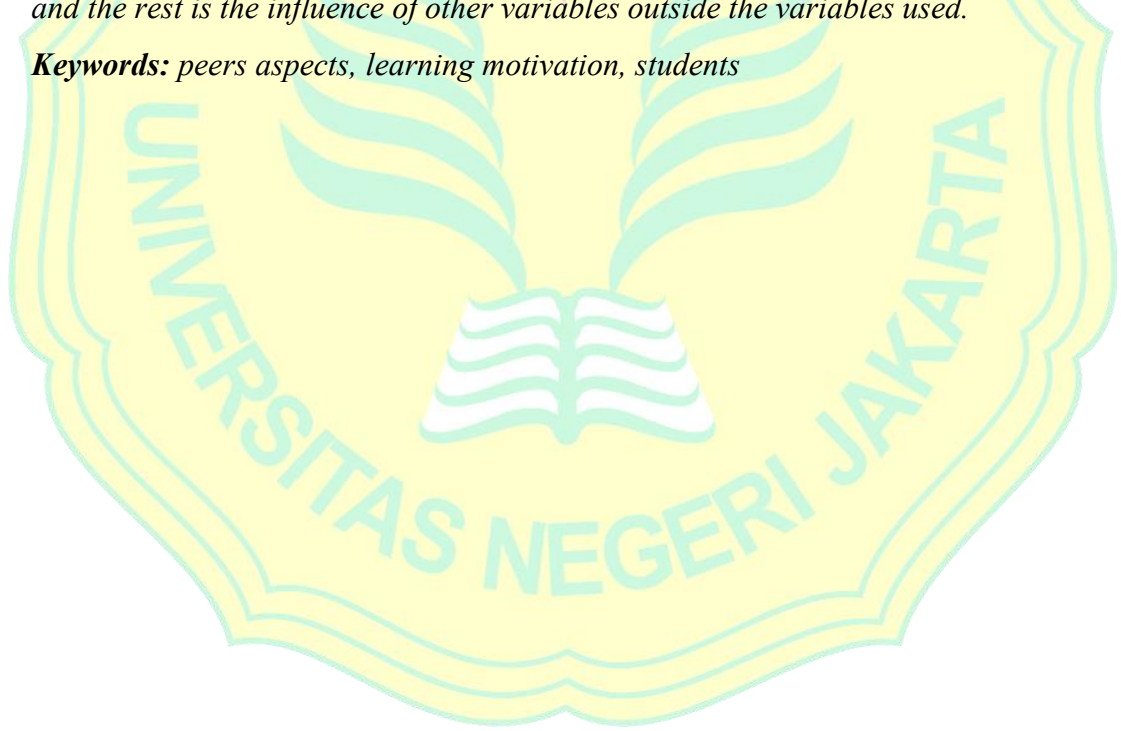 and the rest is the influence of other variables outside the variables used.
Keywords: peers aspects, learning motivation, students
UNIVERSITAS NEGERI JAKARTA